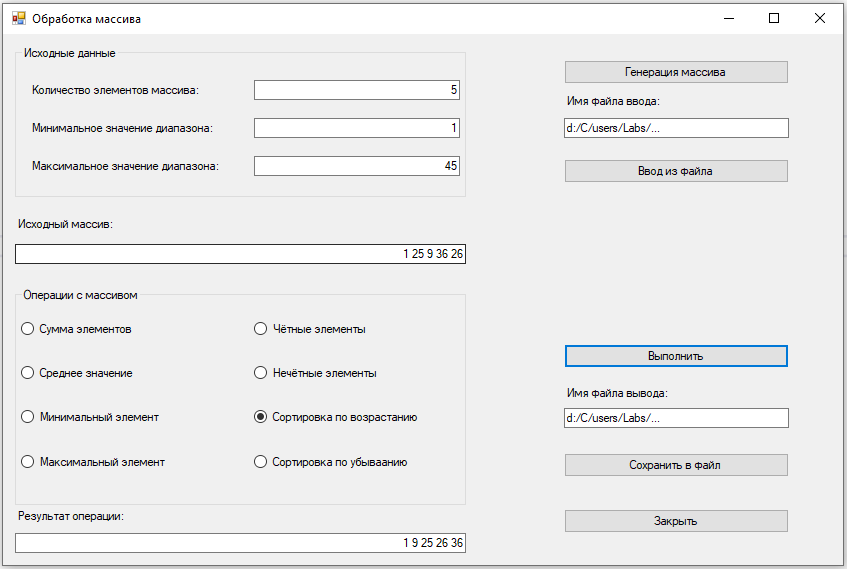 Обработка массива
Исходные данные
Количество элементов массива: 5
Минимальное значение диапазона: 1
Максимальное значение диапазона: 45
Генерация массива
Имя файла ввода:
d:/C/users/Labs/...
Ввод из файла
Исходный массив:
1 25 9 36 26
Операции с массивом
Сумма элементов
Чётные элементы
Среднее значение
Нечётные элементы
Минимальный элемент
Сортировка по возрастанию
Максимальный элемент
Сортировка по убываанию
Выполнить
Имя файла вывода:
d:/C/users/Labs/...
Сохранить в файл
Закрыть
Результат операции:
1 9 25 26 36